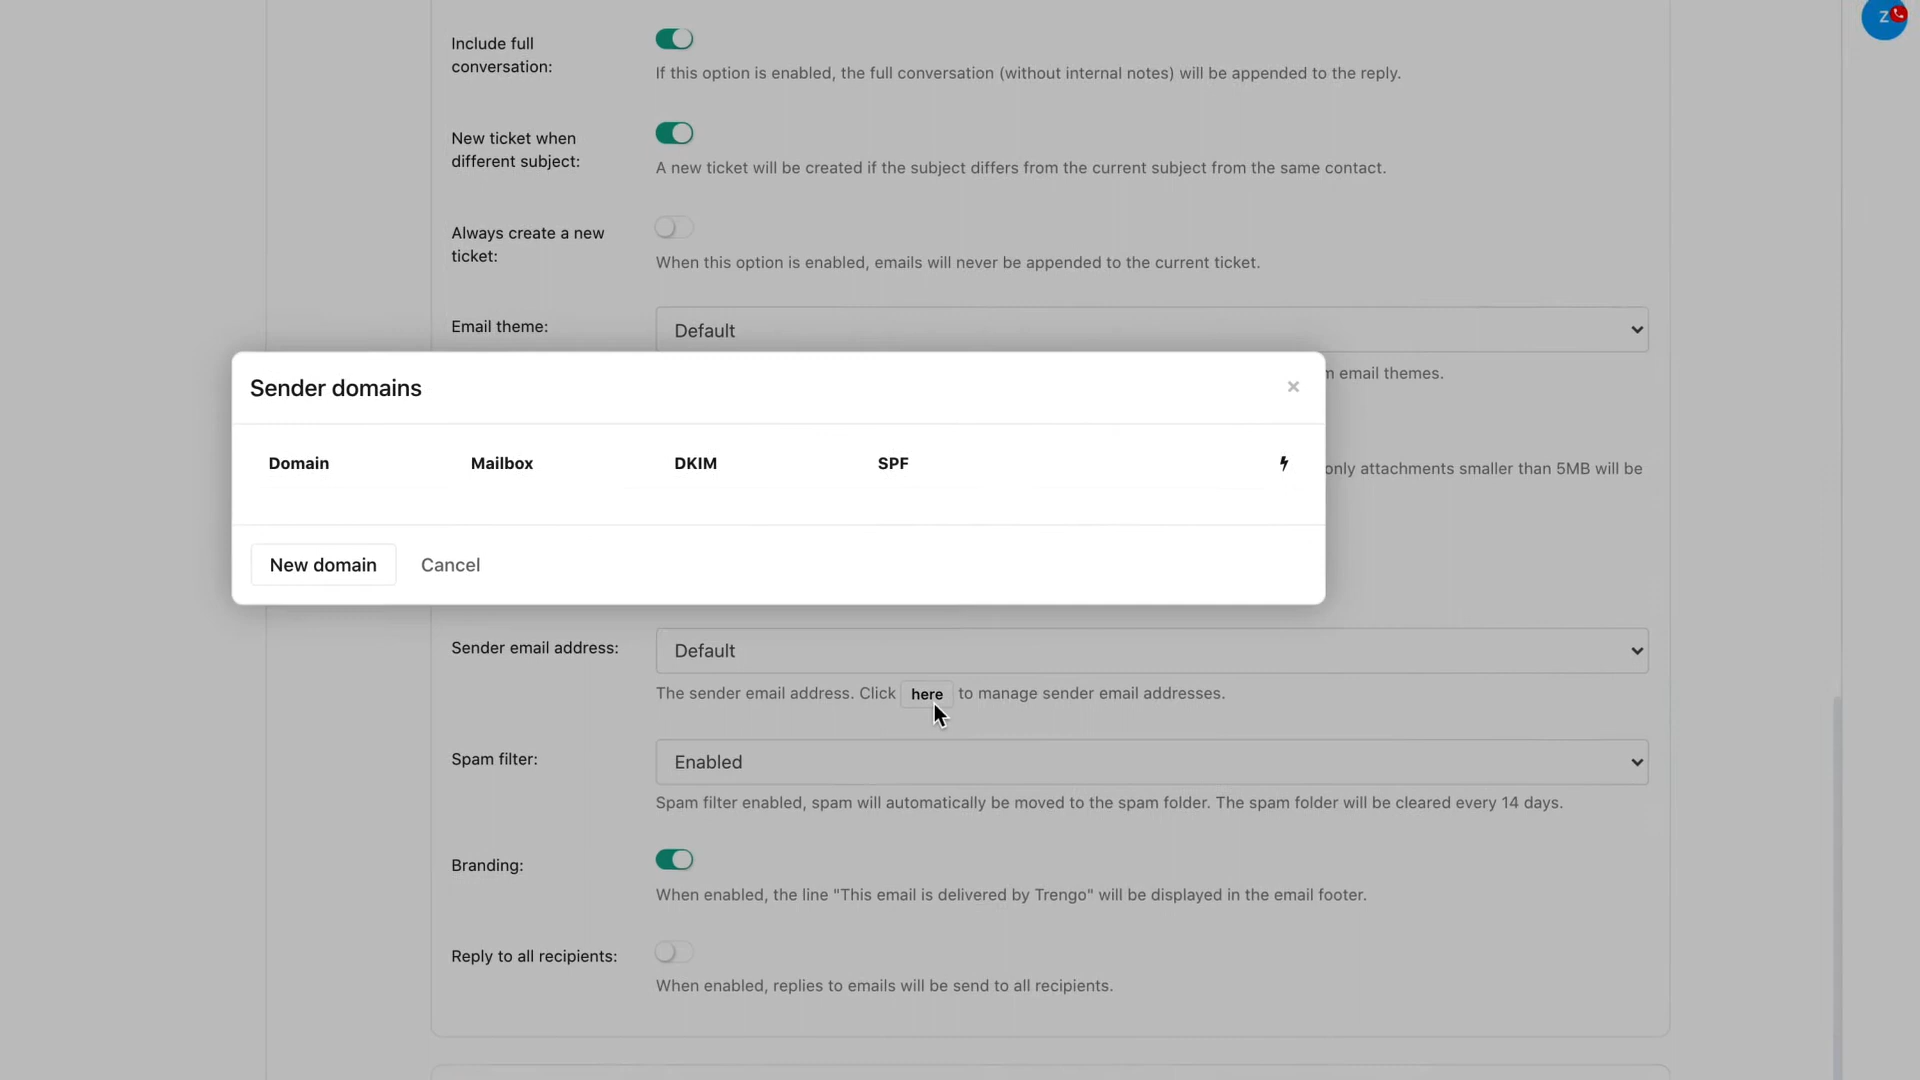 Z
Include full
conversation:
If this option is enabled, the full conversation (without internal notes) will be appended to the reply.
New ticket when
different subject:
A new ticket will be created if the subject differs from the current subject from the same contact.
Always create a new
ticket:
When this option is enabled, emails will never be appended to the current ticket.
Email theme:
Default
email themes.
Sender domains
×
Domain Mailbox DKIM SPF
only attachments smaller than 5MB will be
New domain Cancel
Sender email address:
Default
The sender email address. Click here to manage sender email addresses.
Spam filter:
Enabled
Spam filter enabled, spam will automatically be moved to the spam folder. The spam folder will be cleared every 14 days.
Branding:
When enabled, the line "This email is delivered by Trengo" will be displayed in the email footer.
Reply to all recipients:
When enabled, replies to emails will be send to all recipients.